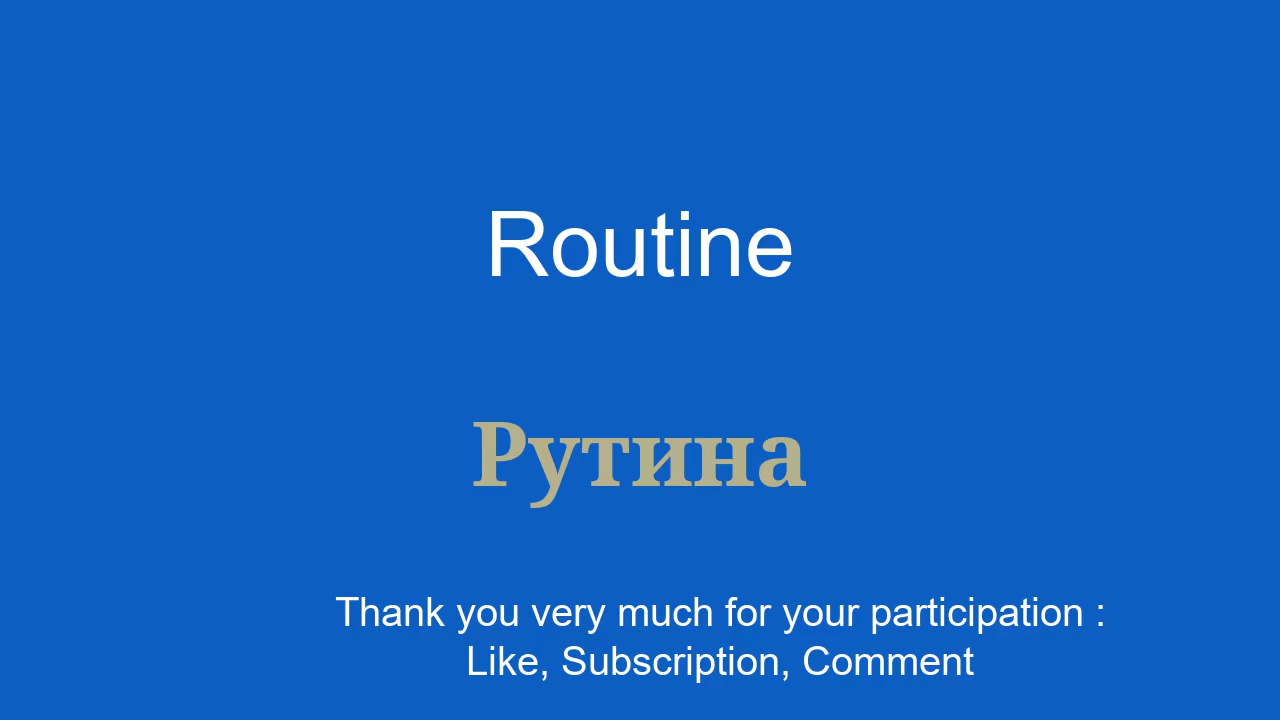 Routine
Рутина
Thank you very much for your participation :
Like, Subscription, Comment